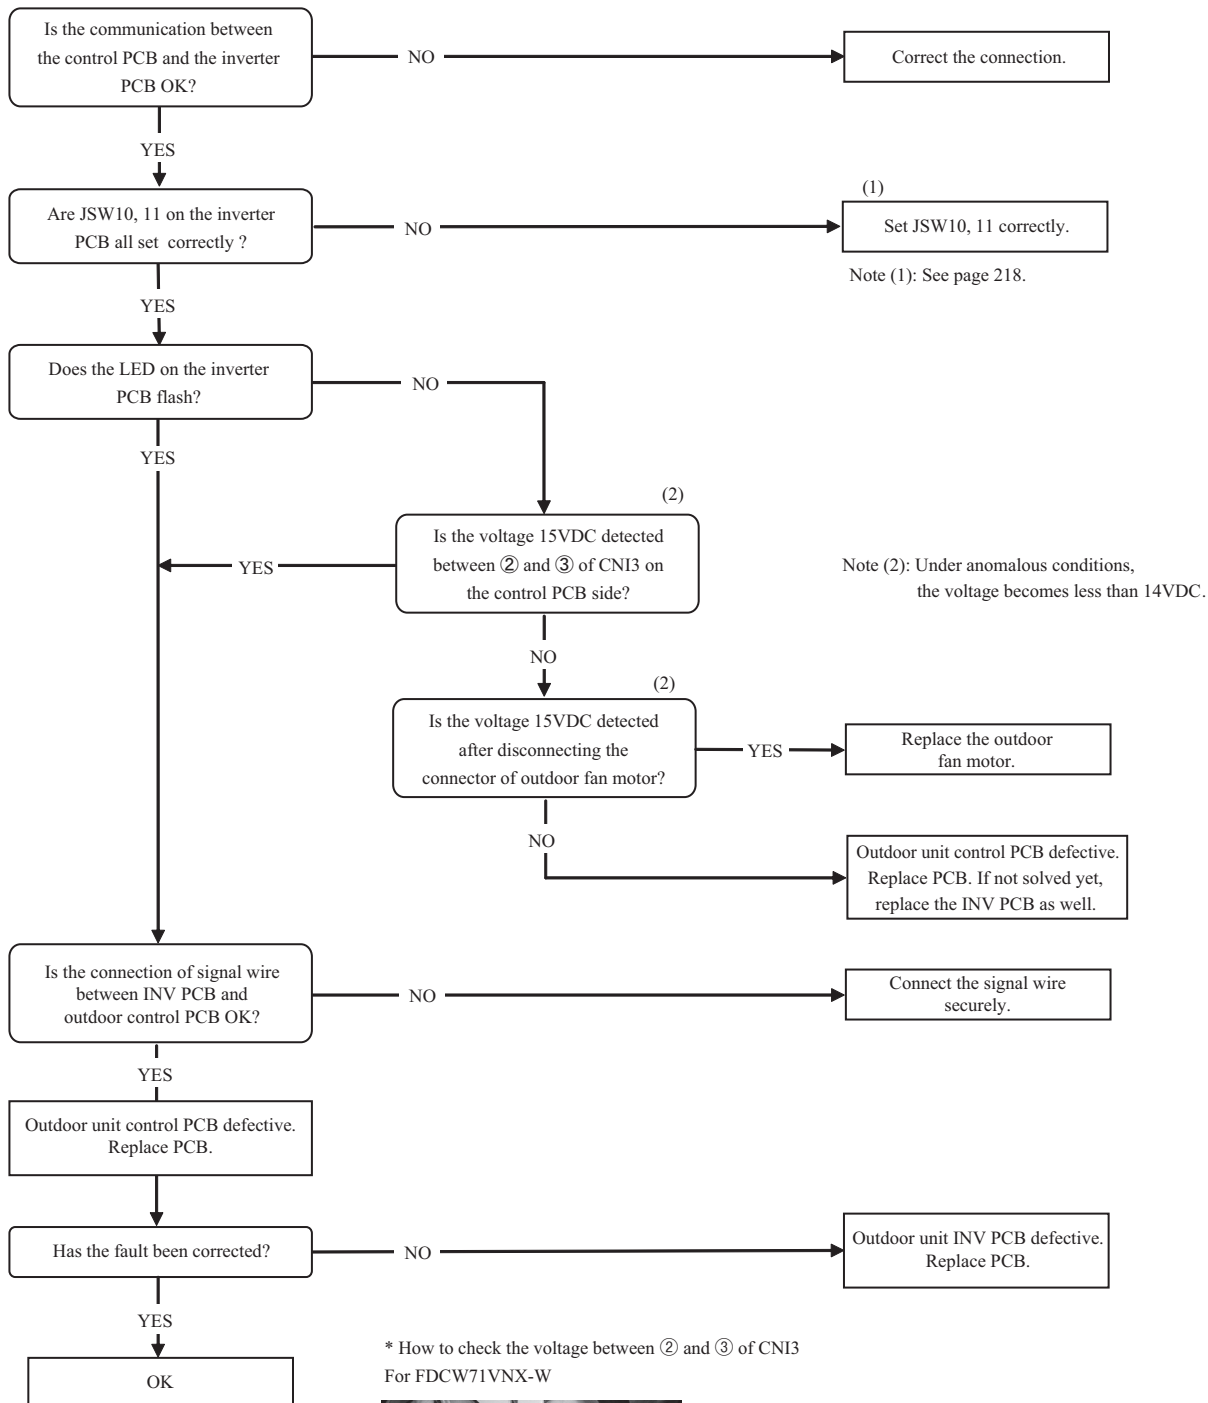 Is the communication between
the control PCB and the inverter
PCB OK?
NO
Correct the connection.
YES
(1)
Are JSW10, 11 on the inverter
PCB all set correctly ?
NO
Set JSW10, 11 correctly.
Note (1): See page 218.
YES
Does the LED on the inverter
PCB flash?
NO
YES
(2)
Is the voltage 15VDC detected
between ② and ③ of CNI3 on
the control PCB side?
YES
Note (2): Under anomalous conditions,
the voltage becomes less than 14VDC.
NO
(2)
Is the voltage 15VDC detected
after disconnecting the
connector of outdoor fan motor?
YES
Replace the outdoor
fan motor.
NO
Outdoor unit control PCB defective.
Replace PCB. If not solved yet,
replace the INV PCB as well.
Is the connection of signal wire
between INV PCB and
outdoor control PCB OK?
NO
Connect the signal wire
securely.
YES
Outdoor unit control PCB defective.
Replace PCB.
Has the fault been corrected?
NO
Outdoor unit INV PCB defective.
Replace PCB.
YES
OK
* How to check the voltage between ② and ③ of CNI3
For FDCW71VNX-W